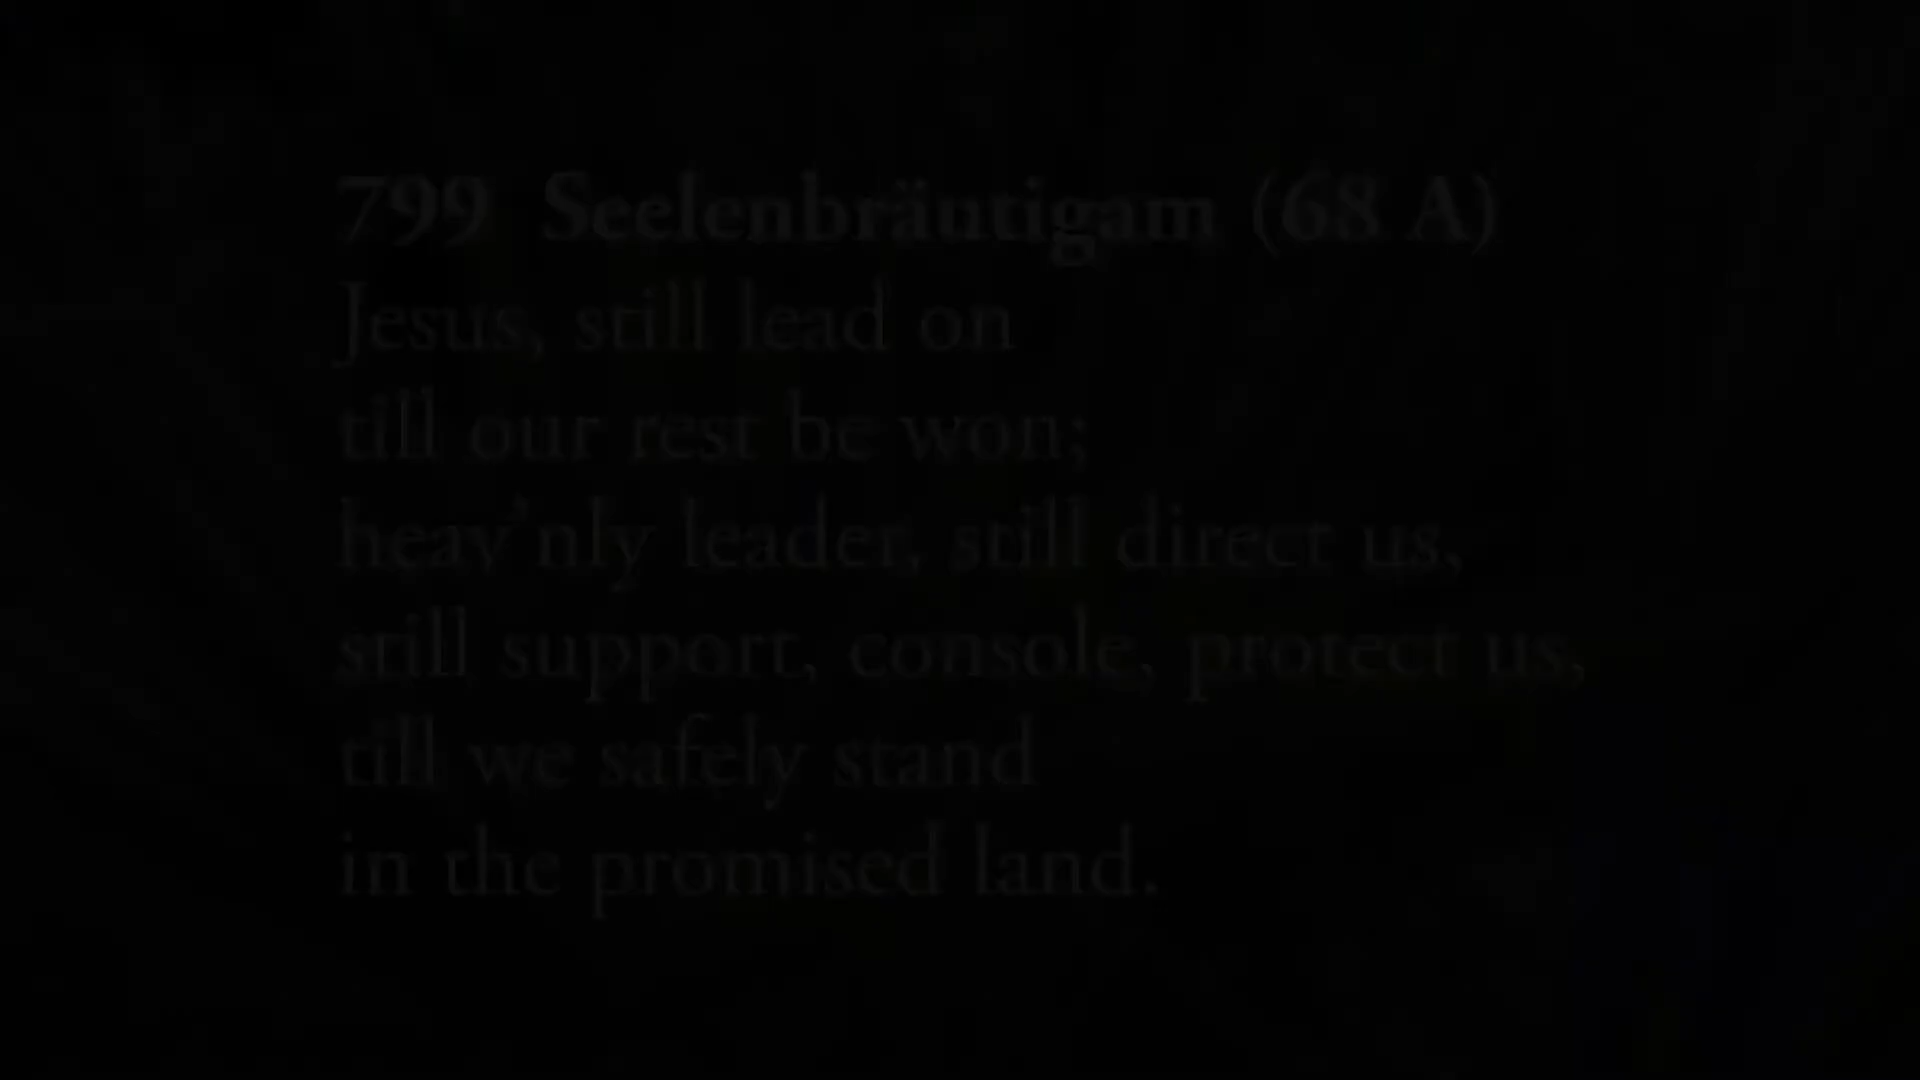 799 Seelenbräutigam (68 A)
Jesus, still lead on
till our rest be won;
heav'nly leader, still direct us,
still support, console, protect us,
till we safely stand
in the promised land.